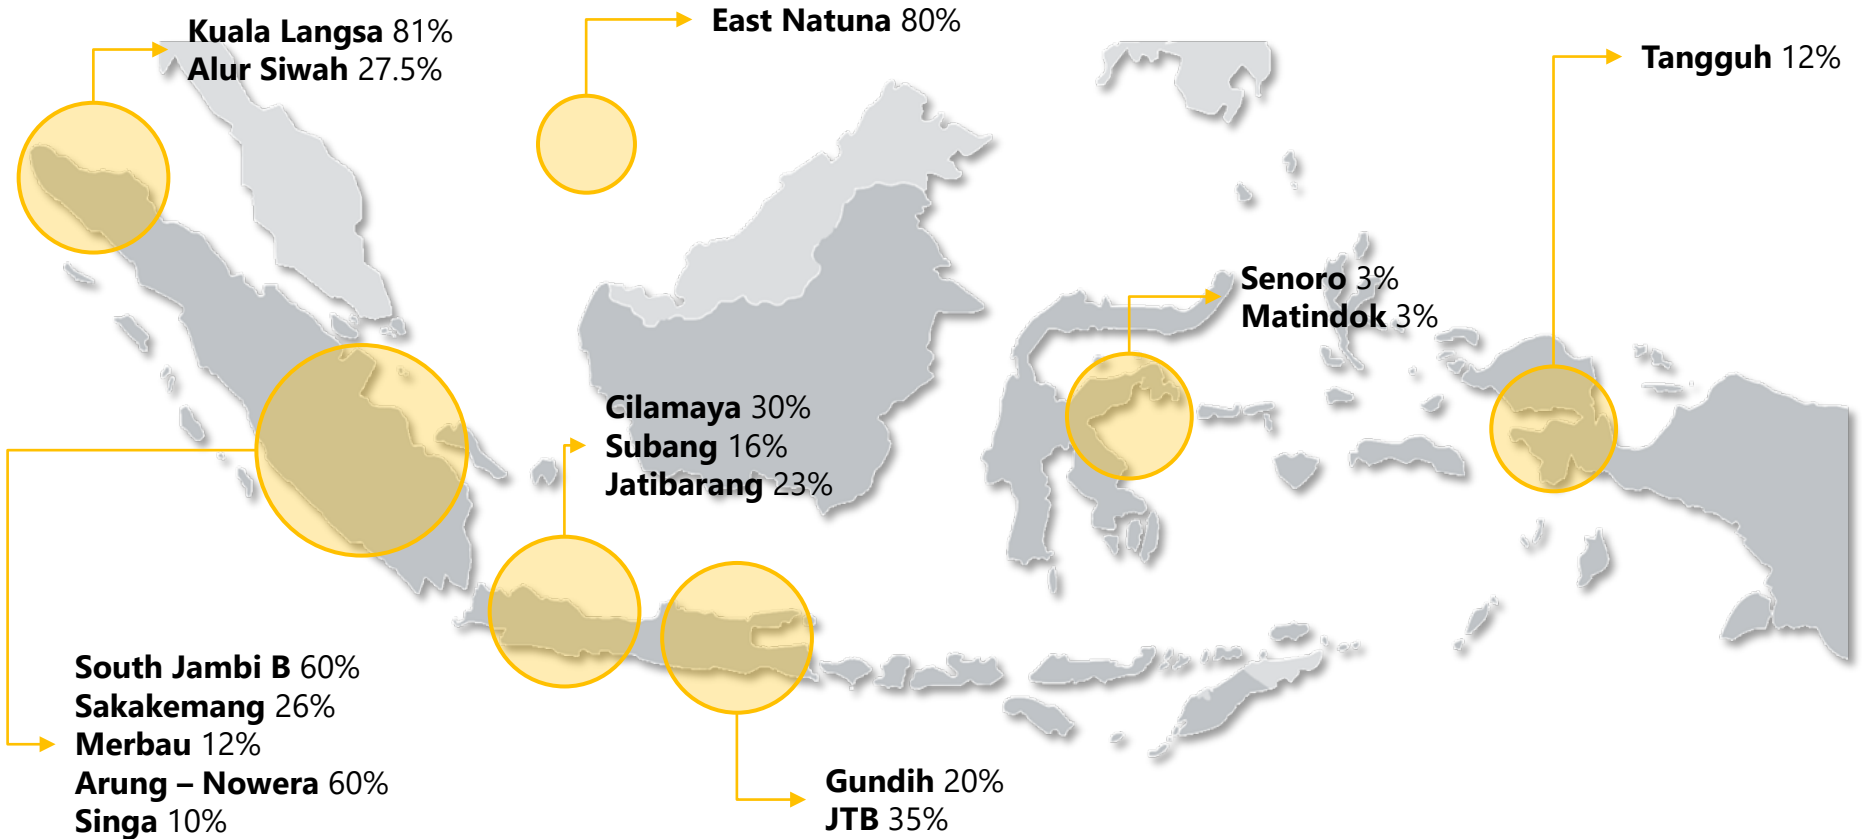 Kuala Langsa 81%
Alur Siwah 27.5%
East Natuna 80%
Tangguh 12%
Senoro 3%
Matindok 3%
Cilamaya 30%
Subang 16%
Jatibarang 23%
South Jambi B 60%
Sakakemang 26%
Merbau 12%
Arung – Nowera 60%
Singa 10%
Gundih 20%
JTB 35%